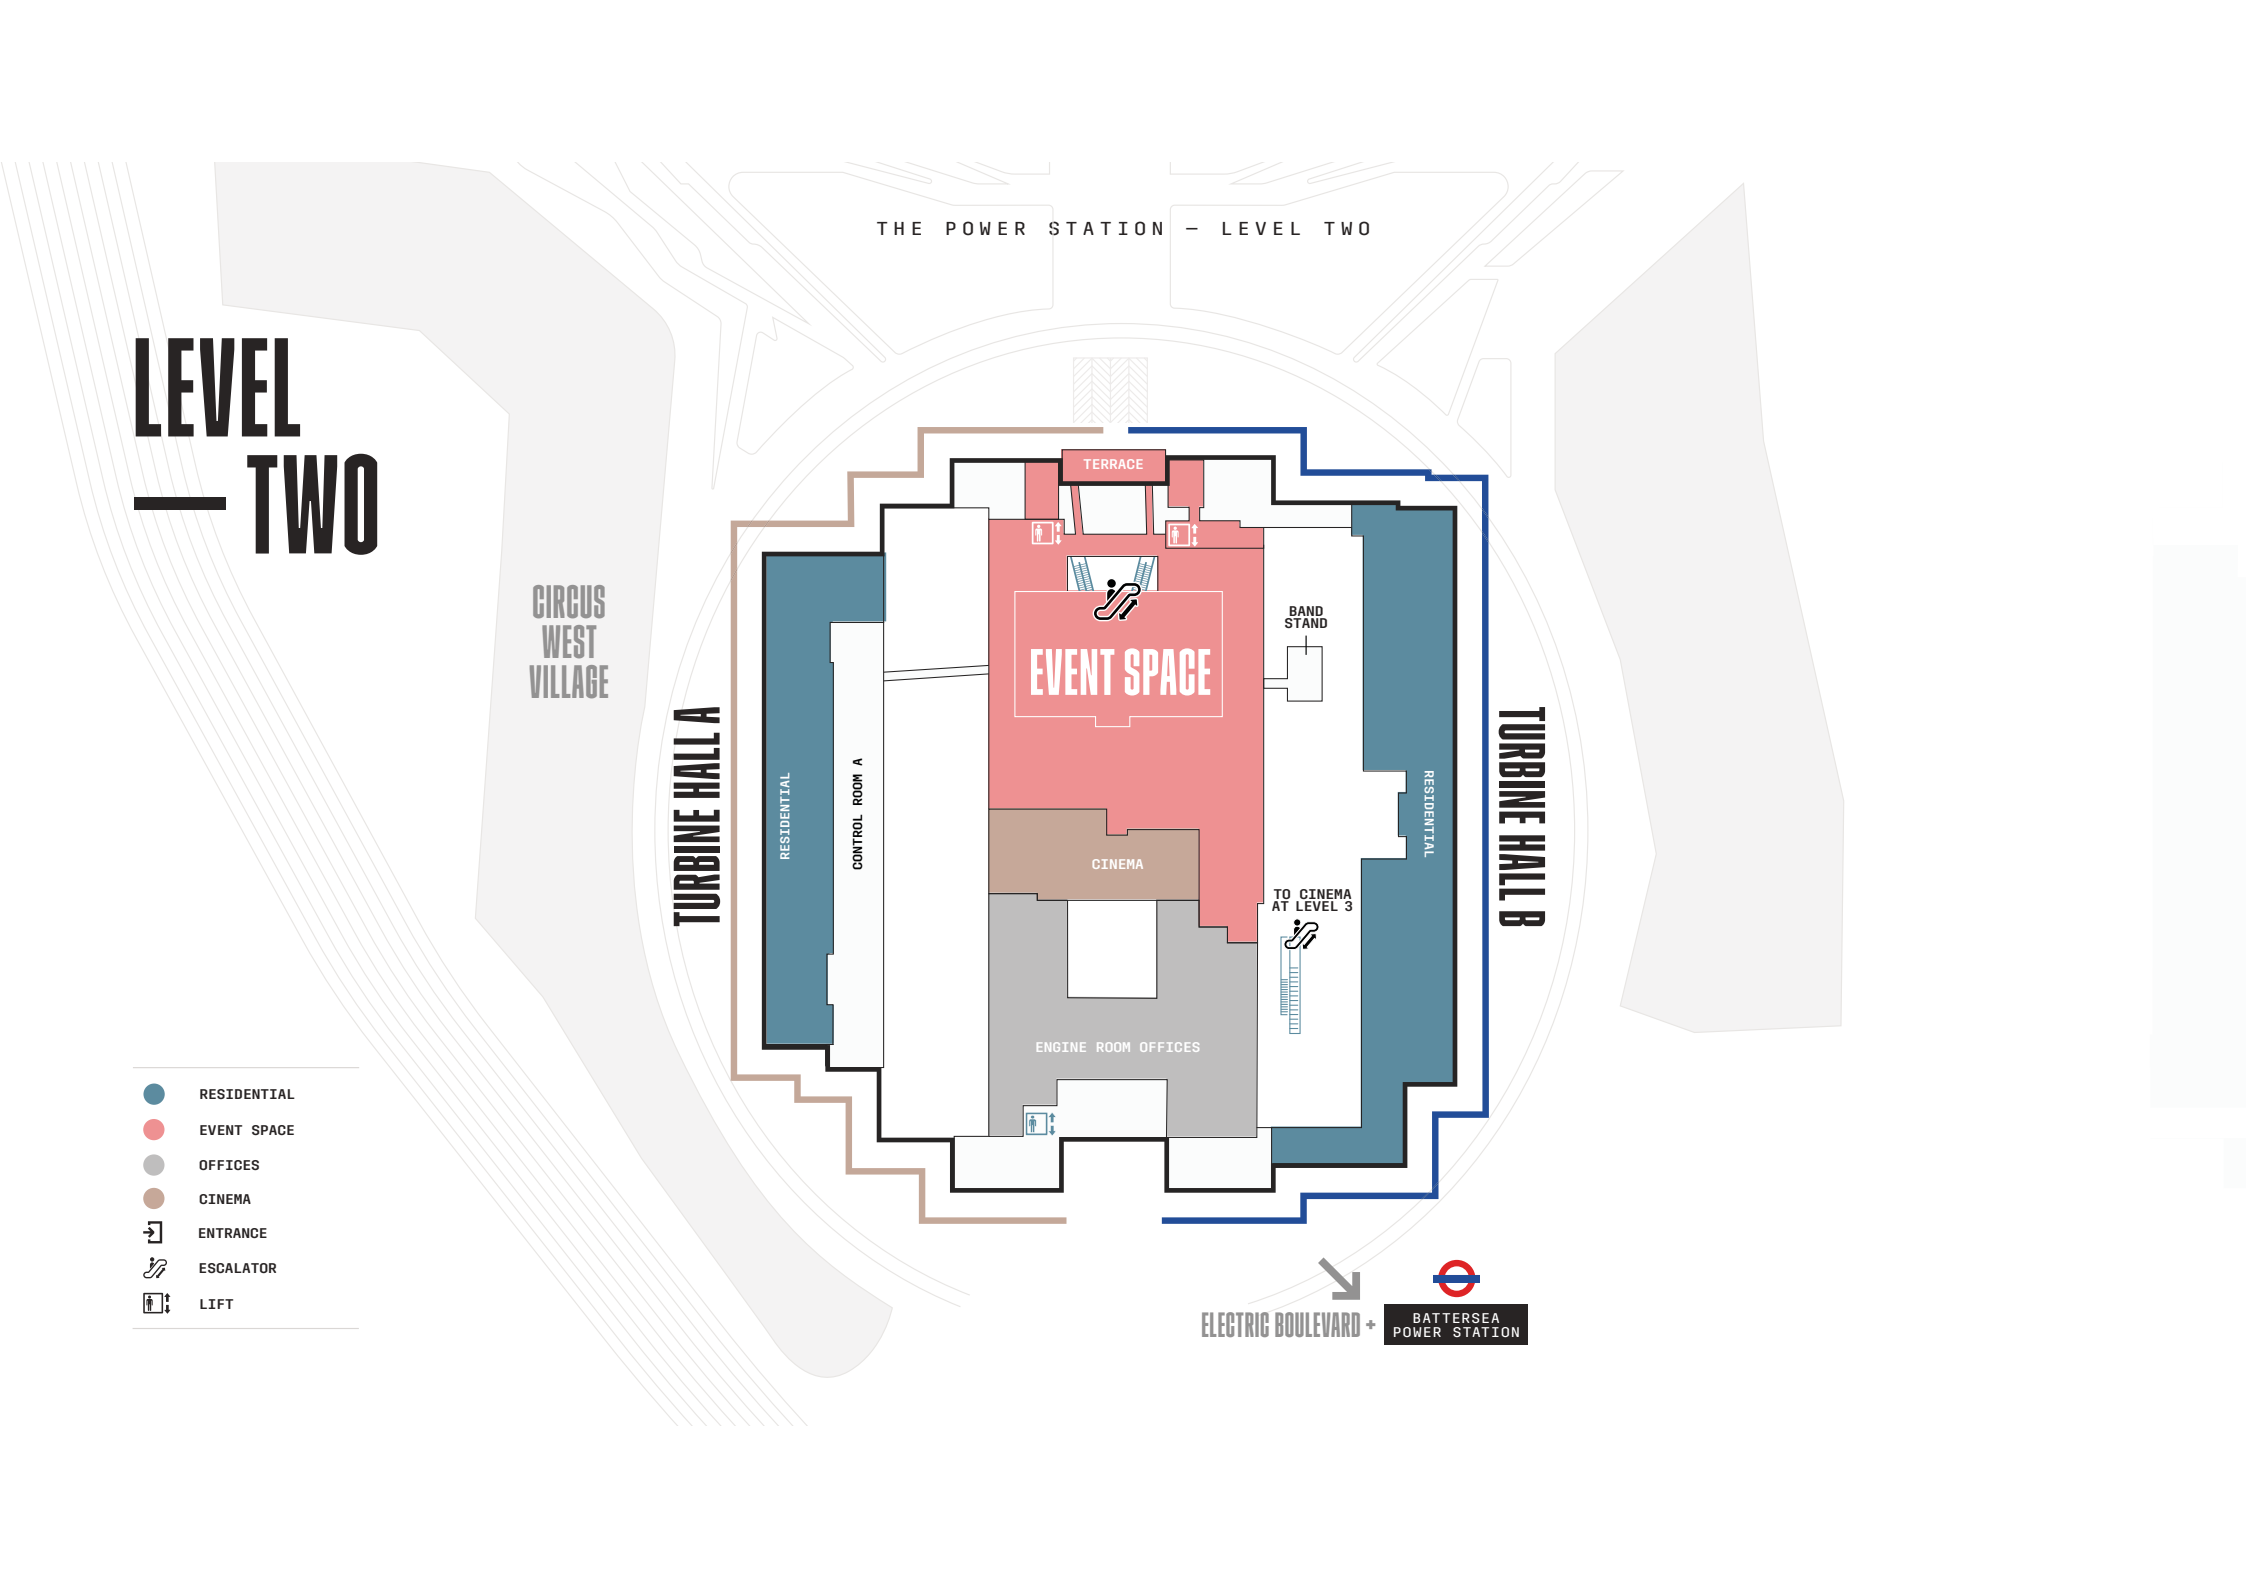 THE POWER STATION — LEVEL TWO
LEVEL
— TWO
CIRCUS
WEST
VILLAGE
TURBINE HALL A
TURBINE HALL B
TERRACE
EVENT SPACE
BAND
STAND
RESIDENTIAL
CONTROL ROOM A
RESIDENTIAL
CINEMA
TO CINEMA
AT LEVEL 3
ENGINE ROOM OFFICES
RESIDENTIAL
EVENT SPACE
OFFICES
CINEMA
ENTRANCE
ESCALATOR
LIFT
ELECTRIC BOULEVARD +
BATTERSEA
POWER STATION